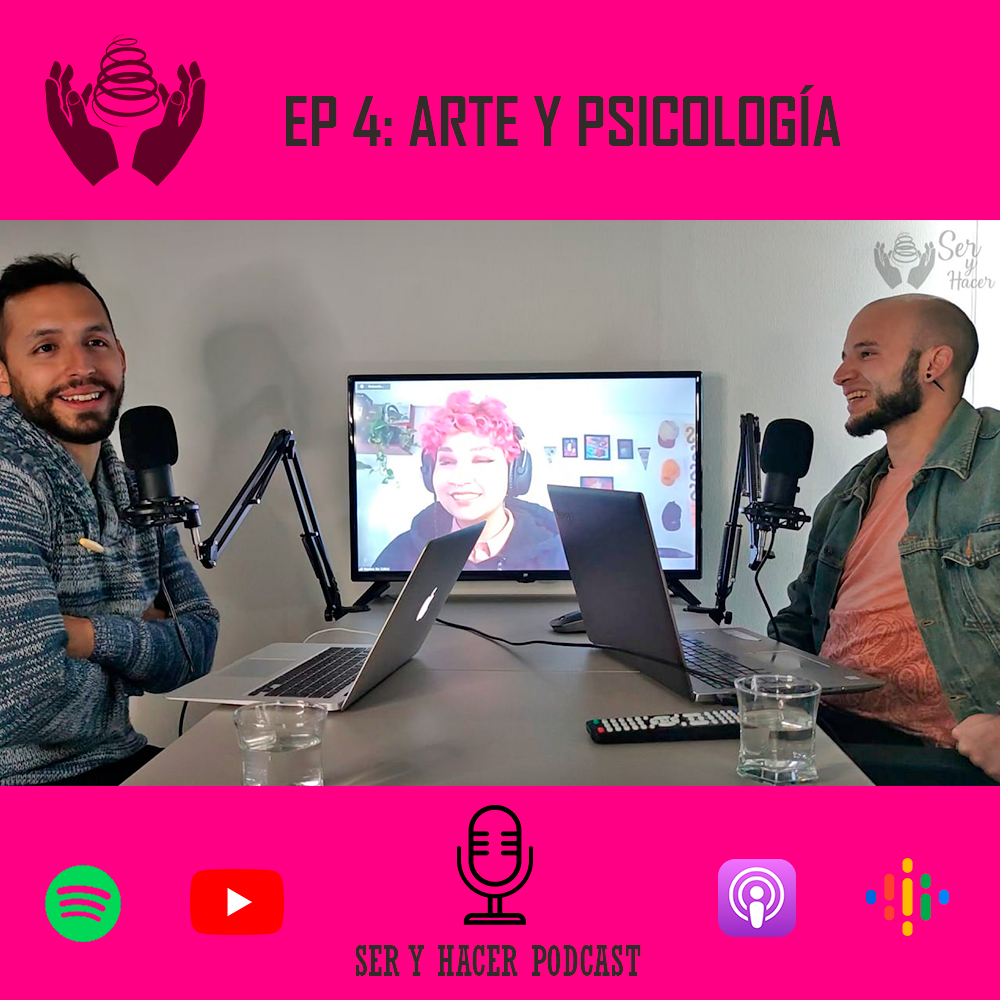 EP 4: ARTE Y PSICOLOGÍA
Ser
y
Hacer
SER Y HACER PODCAST